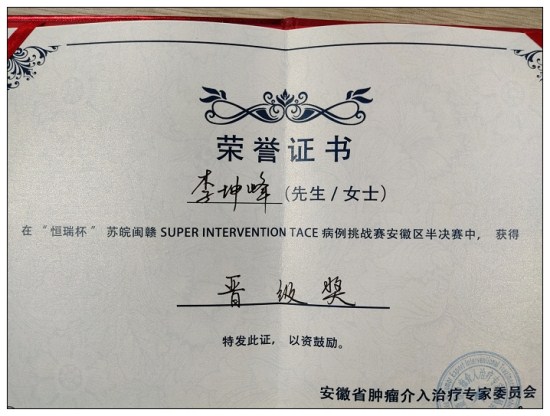 荣誉证书
李坤峰(先生/女士)
在“恒瑞杯”苏皖闽赣 SUPER INTERVENTION TACE 病例挑战赛安徽区半决赛中，获得
晋级奖
特发此证，以资鼓励。
安徽省肿瘤介入治疗专家委员会